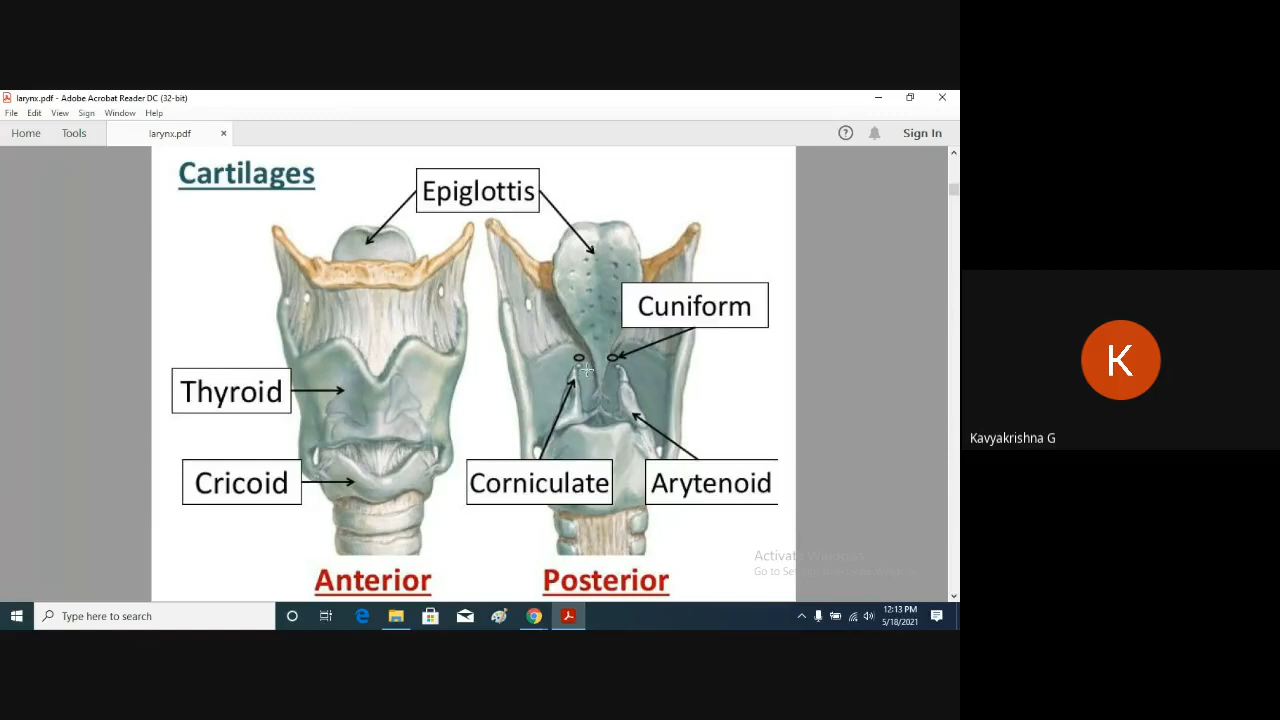 larynx.pdf - Adobe Acrobat Reader DC (32-bit)
File Edit View Sign Window Help
Home Tools larynx.pdf × Sign In
Cartilages
Epiglottis
Cuniform
Thyroid
Cricoid
Corniculate
Arytenoid
Anterior
Posterior
Activate Windows
K
Kavyakrishna G
Type here to search
12:13 PM
5/18/2021